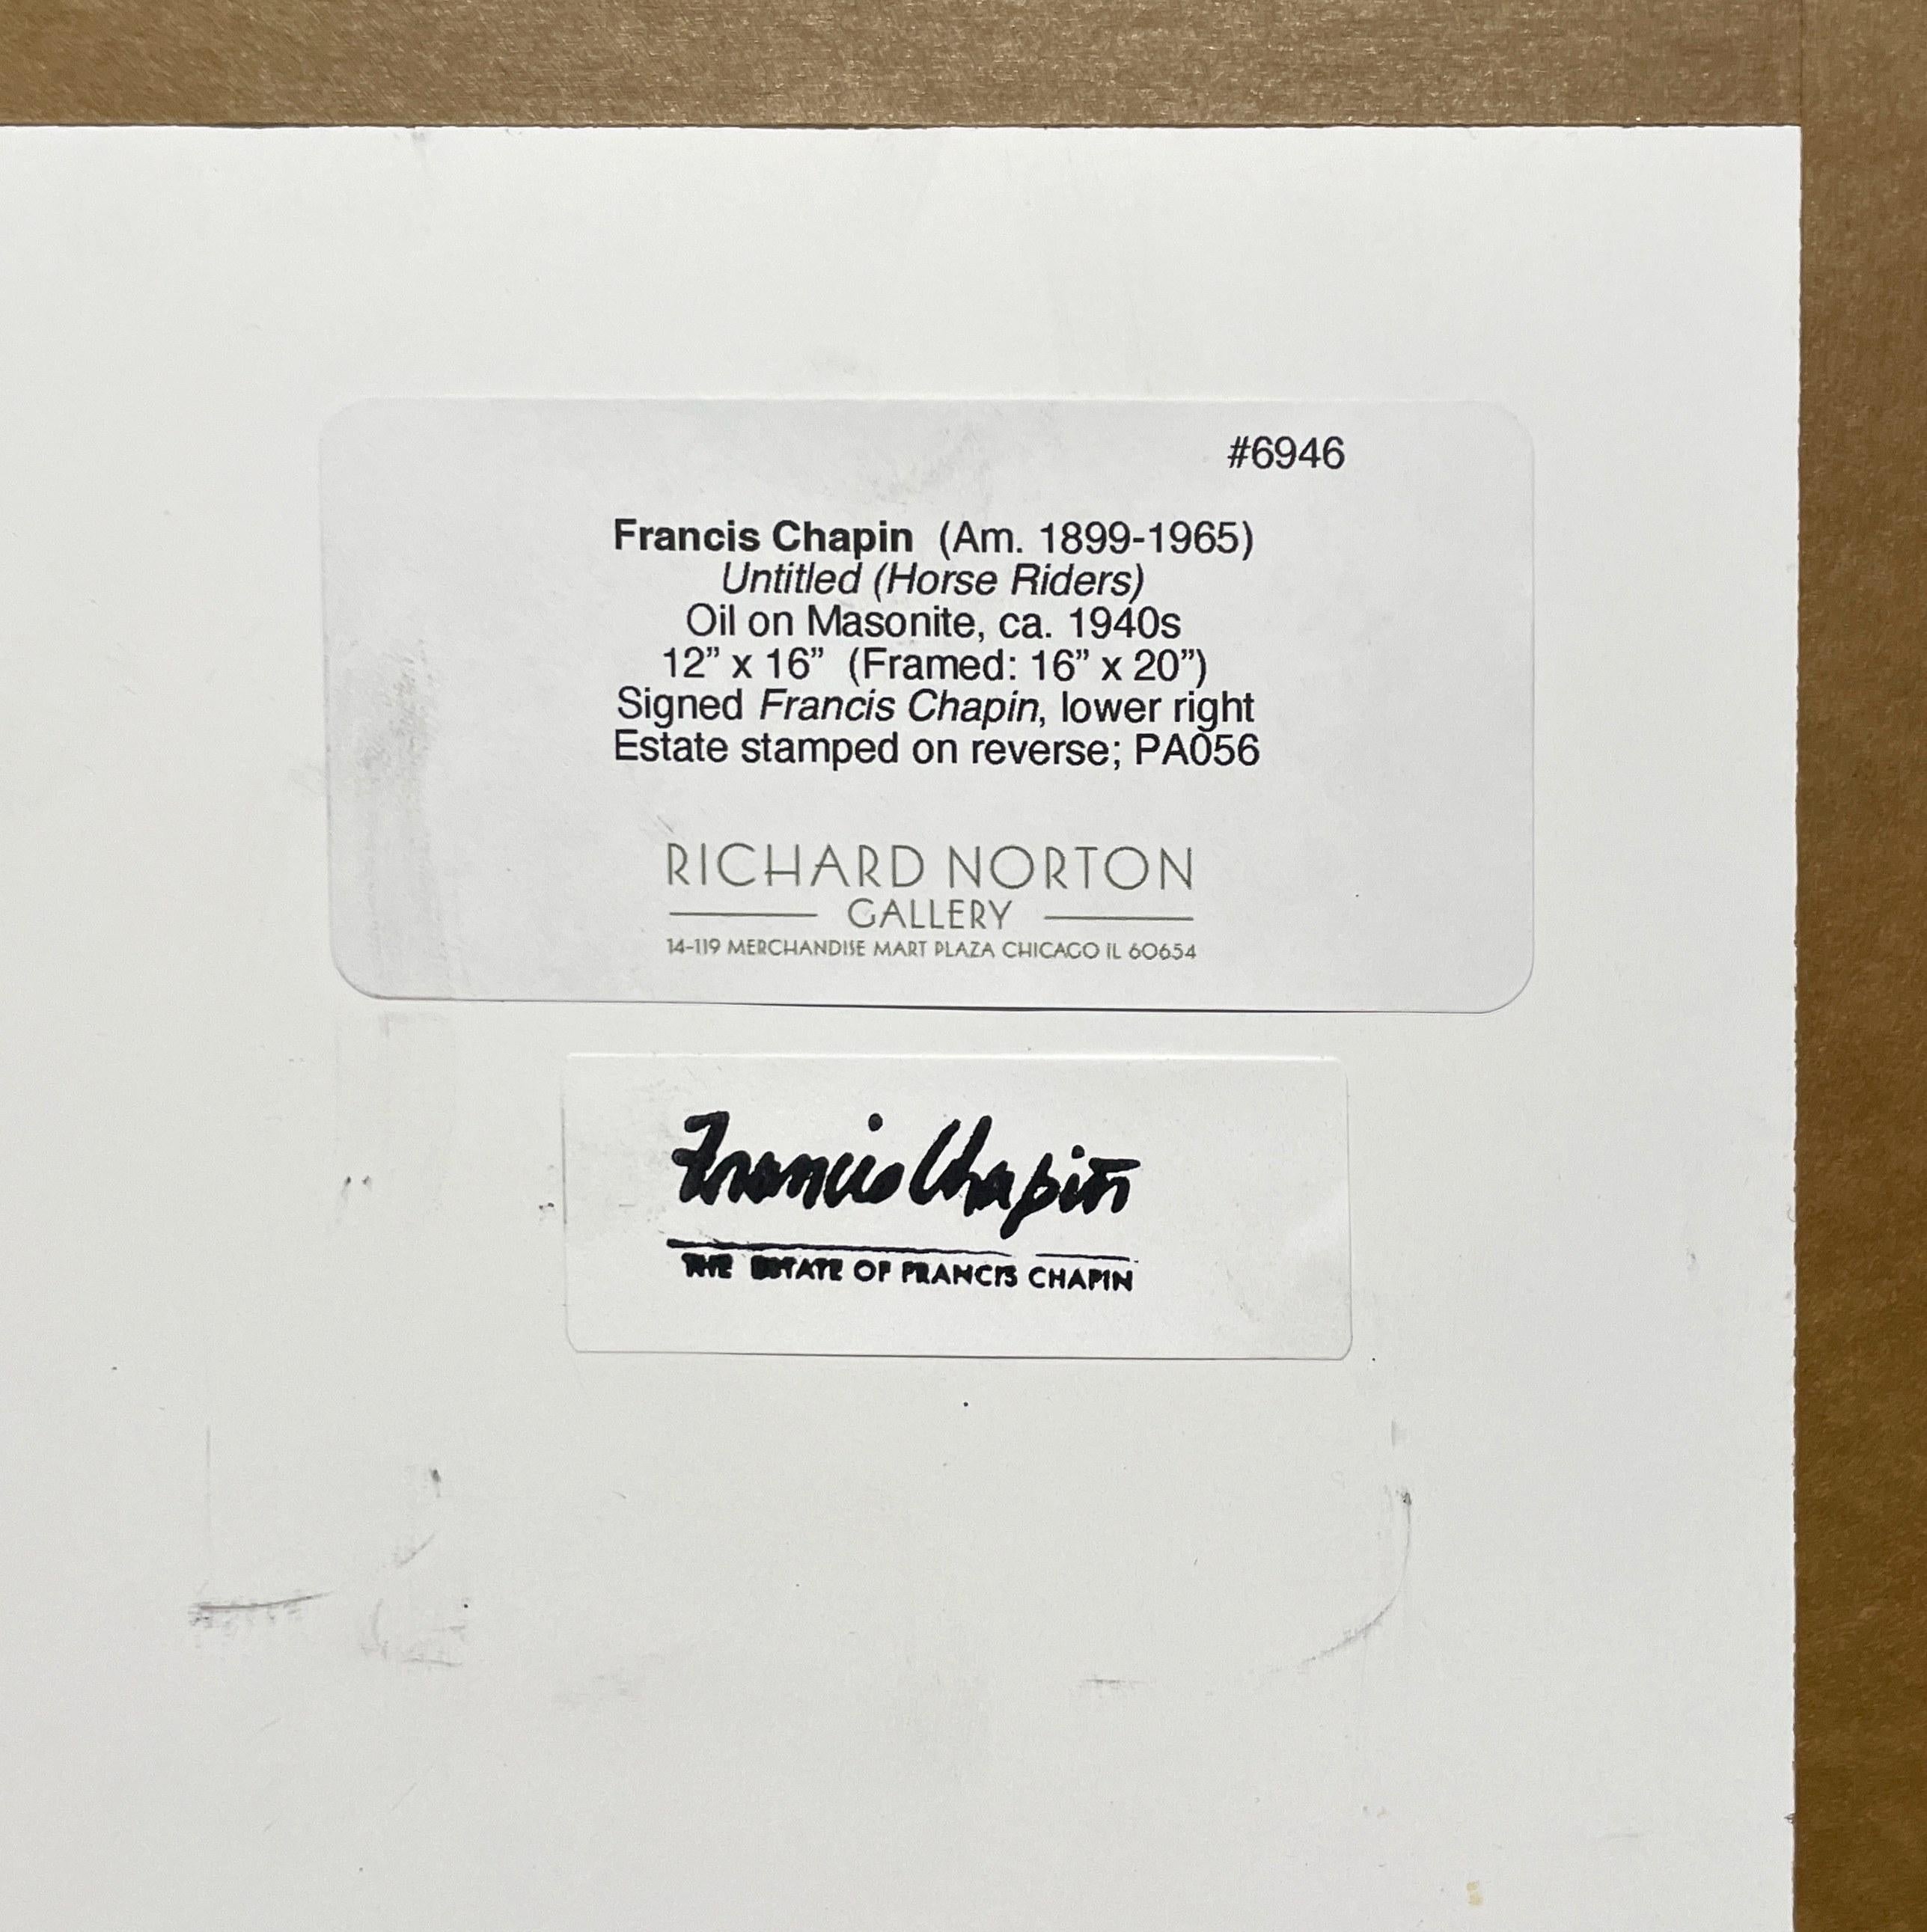 #6946
Francis Chapin (Am. 1899-1965)
Untitled (Horse Riders)
Oil on Masonite, ca. 1940s
12” x 16” (Framed: 16” x 20”)
Signed Francis Chapin, lower right
Estate stamped on reverse; PA056
RICHARD NORTON
GALLERY
14-119 MERCHANDISE MART PLAZA CHICAGO IL 60654
Francis Chapin
THE ESTATE OF FRANCIS CHAPIN